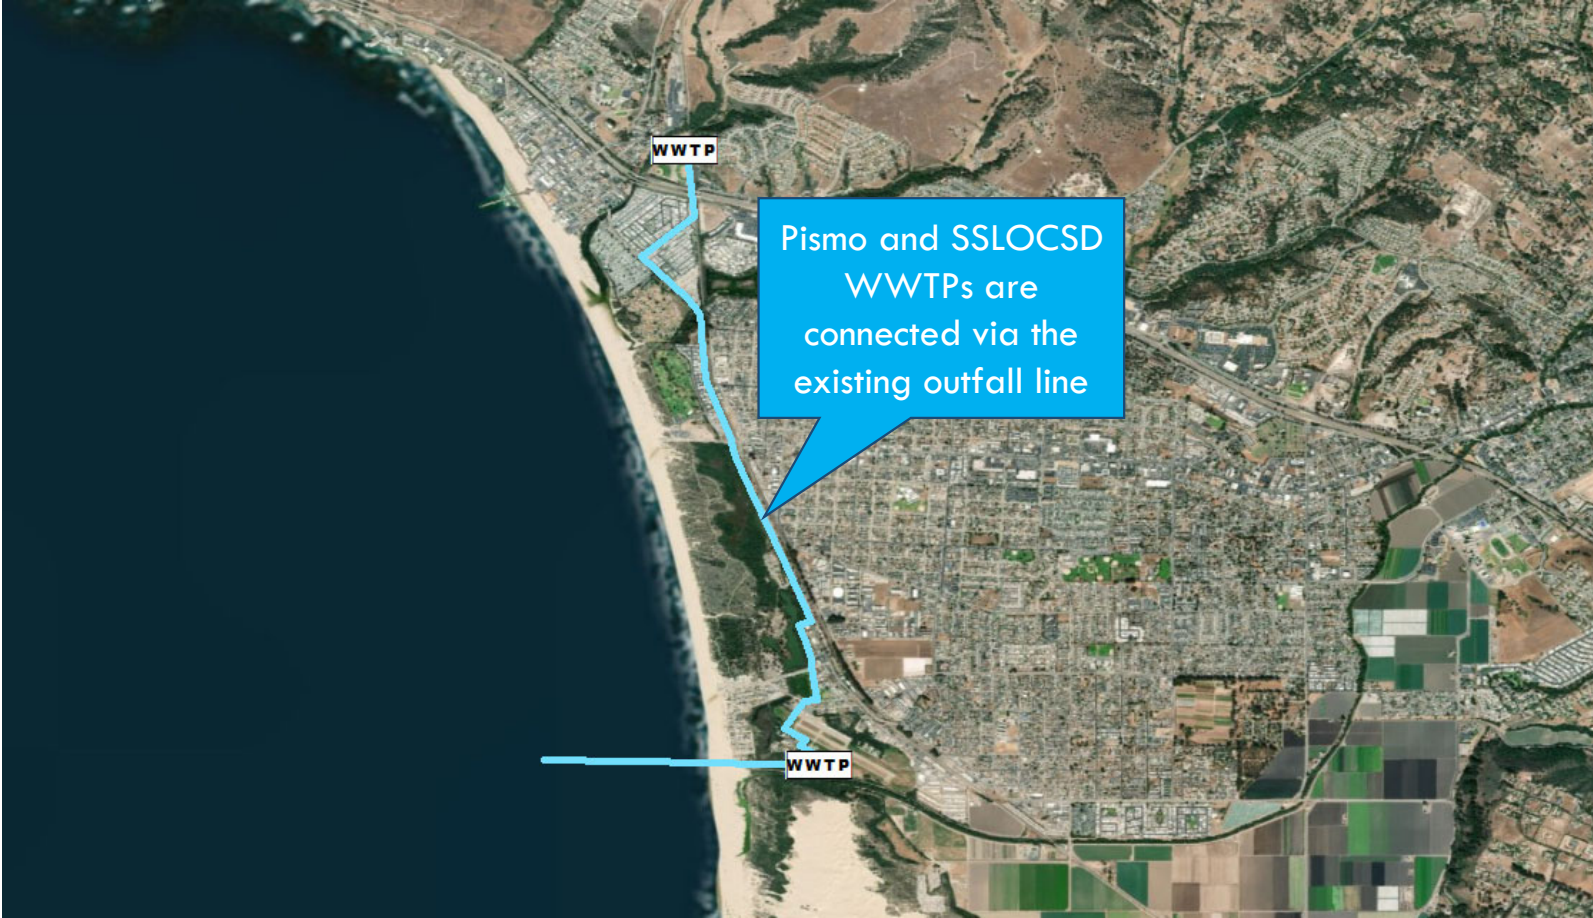 WWTP
Pismo and SSLOCSD
WWTPs are
connected via the
existing outfall line
WWTP